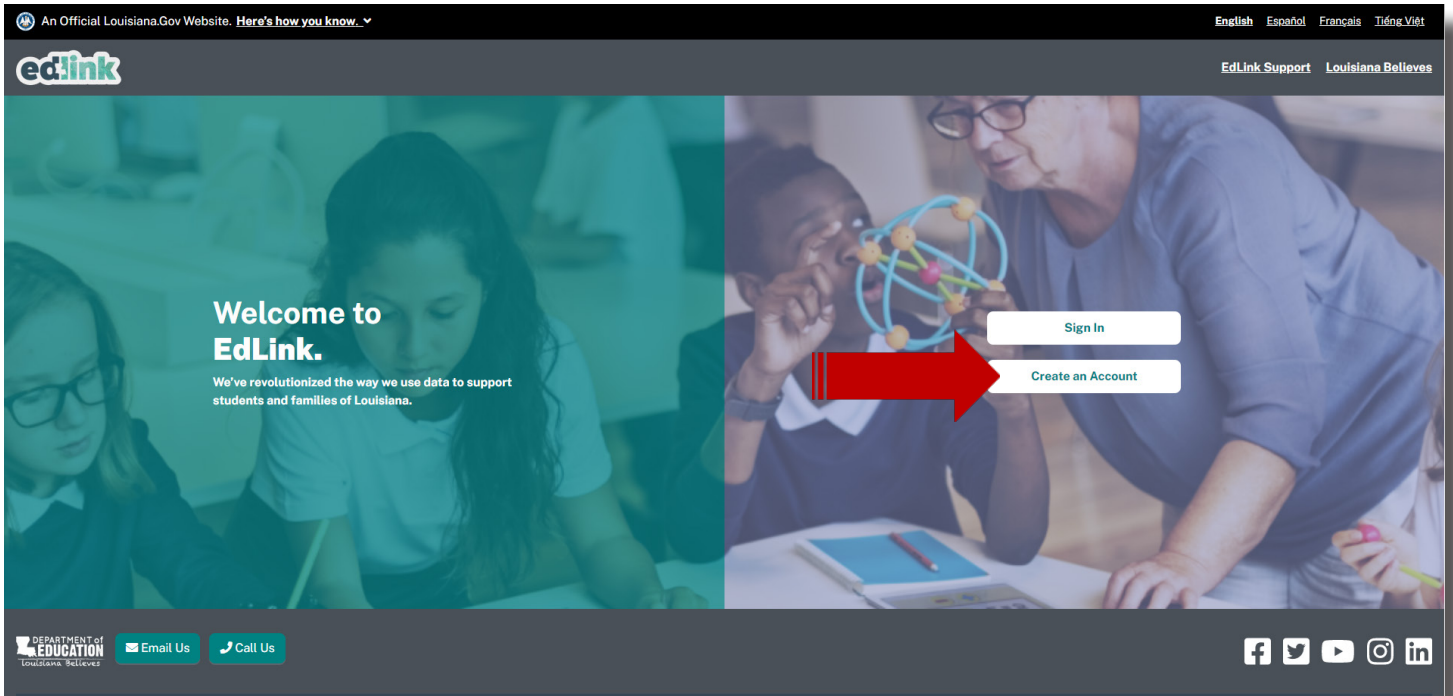 An Official Louisiana.Gov Website. Here's how you know.
English Español Français Tiếng Việt
edlink
EdLink Support Louisiana Believes
Welcome to
EdLink.
We've revolutionized the way we use data to support
students and families of Louisiana.
Sign In
Create an Account
DEPARTMENT of
EDUCATION
Louisiana Believes
Email Us
Call Us